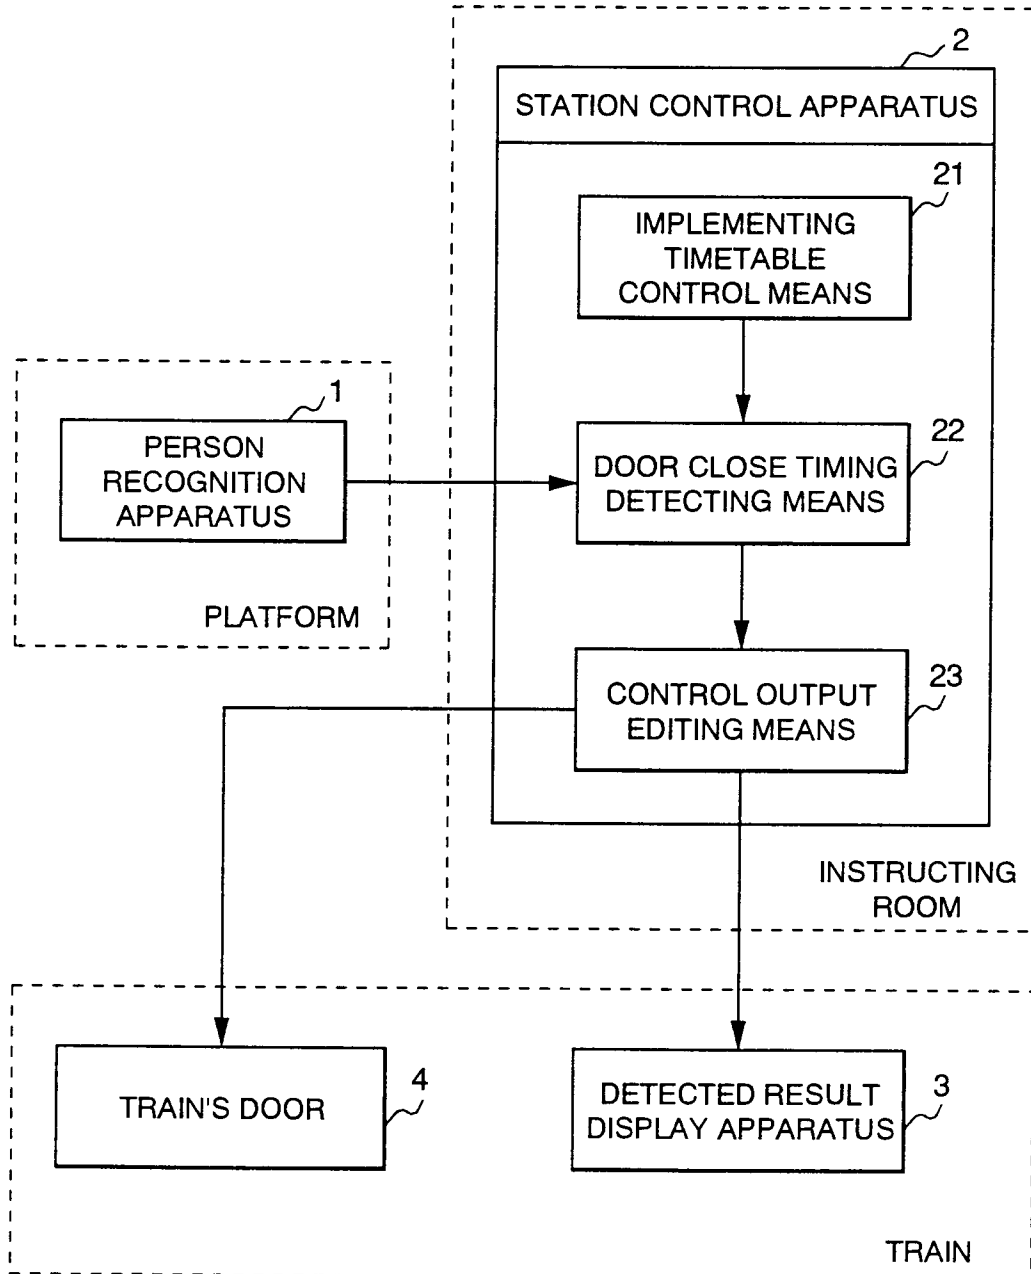 2
STATION CONTROL APPARATUS
21
IMPLEMENTING
TIMETABLE
CONTROL MEANS
1
PERSON
RECOGNITION
APPARATUS
PLATFORM
22
DOOR CLOSE TIMING
DETECTING MEANS
23
CONTROL OUTPUT
EDITING MEANS
INSTRUCTING
ROOM
4
TRAIN'S DOOR
3
DETECTED RESULT
DISPLAY APPARATUS
TRAIN